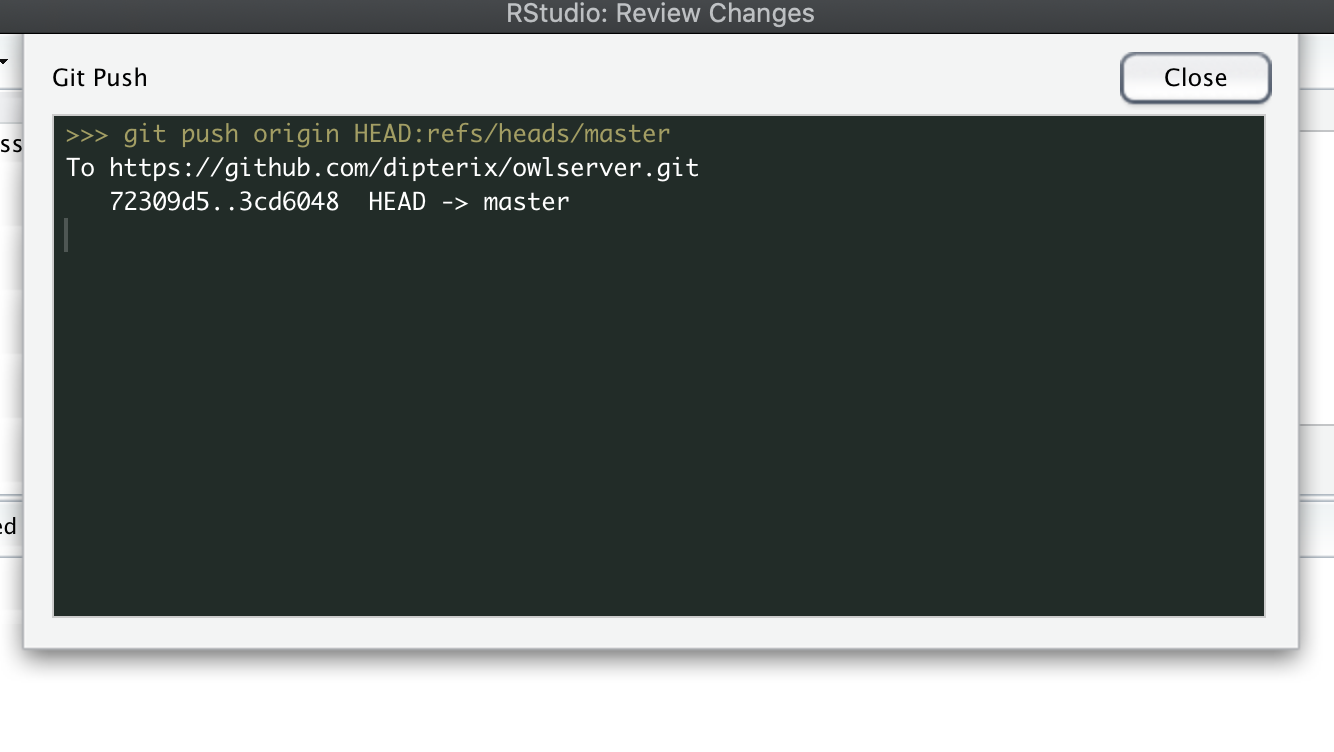 RStudio: Review Changes
Git Push
Close
>>> git push origin HEAD:refs/heads/master
To https://github.com/dipterix/owlserver.git
   72309d5..3cd6048  HEAD -> master
ss
ed